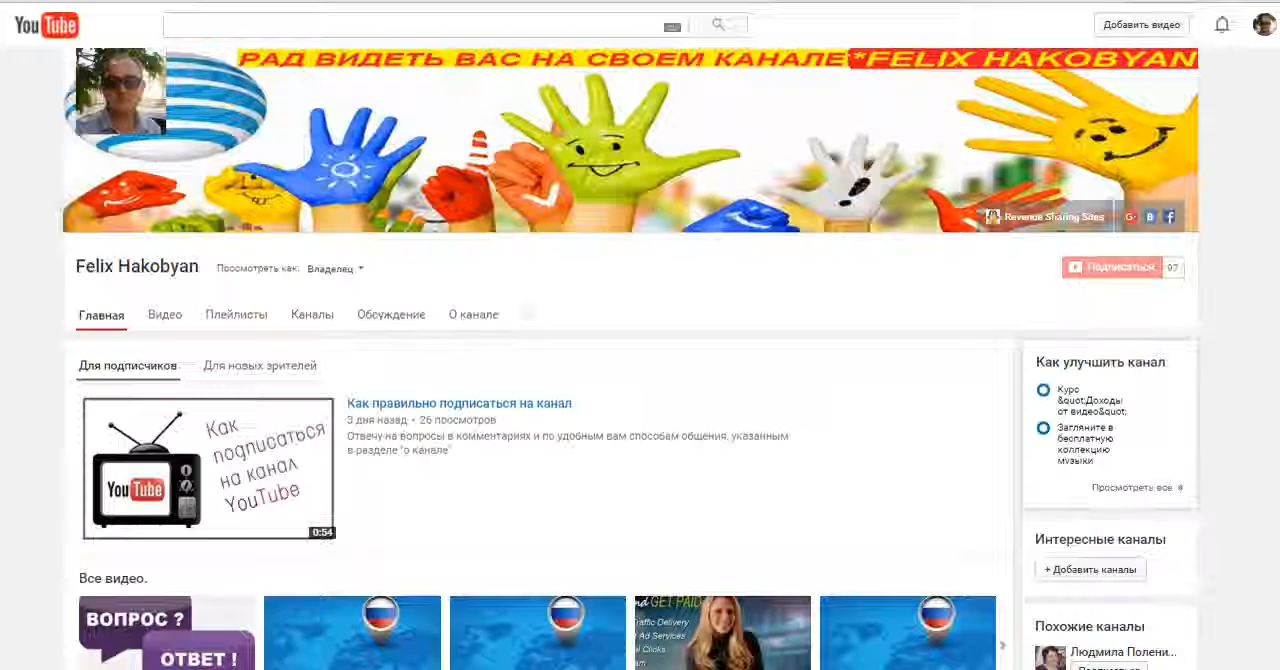 YouTube
Добавить видео
РАД ВИДЕТЬ ВАС НА СВОЕМ КАНАЛЕ*FELIX HAKOBYAN
Revenue Sharing Sites
Felix Hakobyan
Посмотреть как: Владелец
Подписаться 97
Главная Видео Плейлисты Каналы Обсуждение О канале
Для подписчиков Для новых зрителей
Как
подписаться
на канал
YouTube
YouTube
0:54
Как правильно подписаться на канал
3 дня назад • 26 просмотров
Отвечу на вопросы в комментариях и по удобным вам способам общения, указанным
в разделе "о канале"
Все видео.
ВОПРОС ?
ОТВЕТ !
nd GET PAID
raffic Delivery
d Ad Services
al Clicks
Как улучшить канал
Курс
&quot;Доходы
от видео&quot;
Загляните в
бесплатную
коллекцию
музыки
Просмотреть все
Интересные каналы
+ Добавить каналы
Похожие каналы
Людмила Полени...
Подписаться